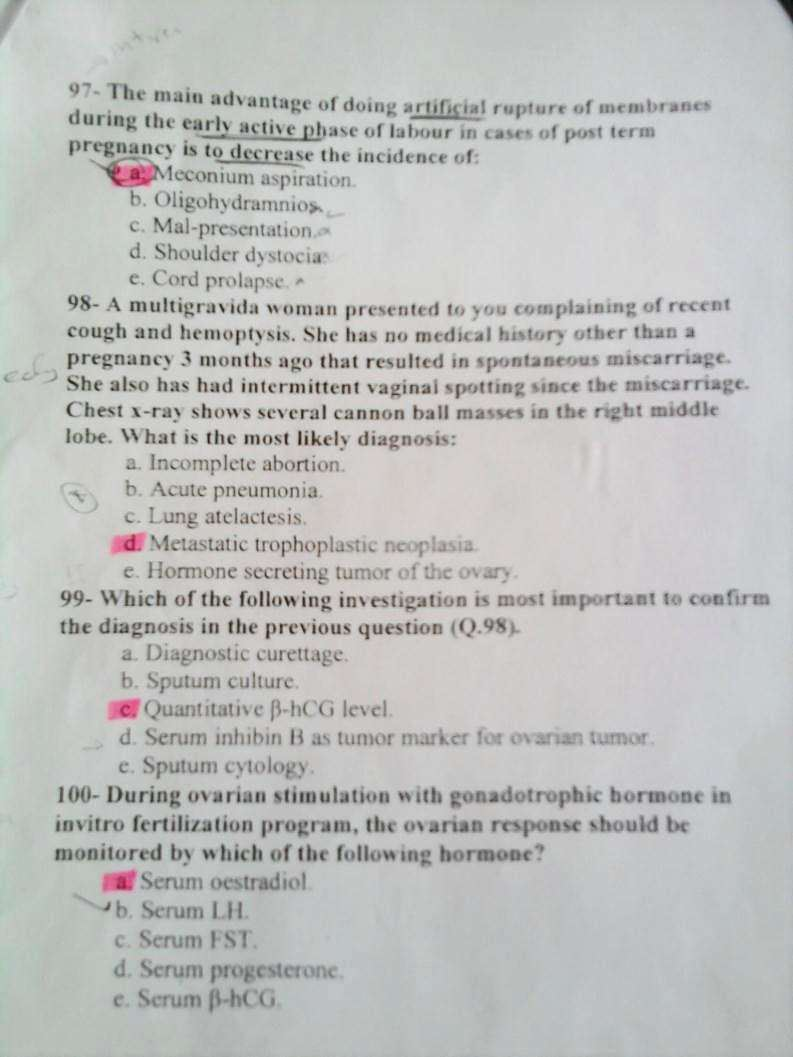 97- The main advantage of doing artificial rupture of membranes
during the early active phase of labour in cases of post term
pregnancy is to decrease the incidence of:
a. Meconium aspiration.
b. Oligohydramnios.
c. Mal-presentation.
d. Shoulder dystocia.
e. Cord prolapse.
98- A multigravida woman presented to you complaining of recent
cough and hemoptysis. She has no medical history other than a
pregnancy 3 months ago that resulted in spontaneous miscarriage.
She also has had intermittent vaginal spotting since the miscarriage.
Chest x-ray shows several cannon ball masses in the right middle
lobe. What is the most likely diagnosis:
a. Incomplete abortion.
b. Acute pneumonia.
c. Lung atelactesis.
d. Metastatic trophoplastic neoplasia.
e. Hormone secreting tumor of the ovary.
99- Which of the following investigation is most important to confirm
the diagnosis in the previous question (Q.98).
a. Diagnostic curettage.
b. Sputum culture.
c. Quantitative β-hCG level.
d. Serum inhibin B as tumor marker for ovarian tumor.
e. Sputum cytology.
100- During ovarian stimulation with gonadotrophic hormone in
invitro fertilization program, the ovarian response should be
monitored by which of the following hormone?
a. Serum oestradiol.
b. Serum LH.
c. Serum FST.
d. Serum progesterone.
e. Serum β-hCG.